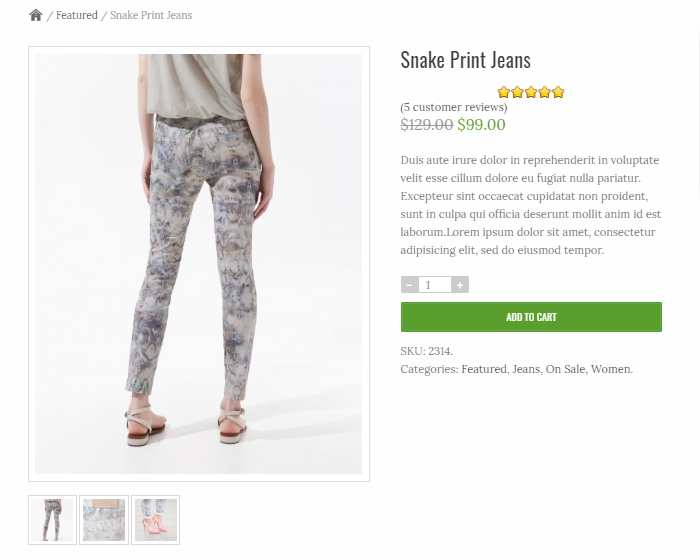 / Featured / Snake Print Jeans
Snake Print Jeans
(5 customer reviews)
$129.00 $99.00
Duis aute irure dolor in reprehenderit in voluptate
velit esse cillum dolore eu fugiat nulla pariatur.
Excepteur sint occaecat cupidatat non proident,
sunt in culpa qui officia deserunt mollit anim id est
laborum.Lorem ipsum dolor sit amet, consectetur
adipisicing elit, sed do eiusmod tempor.
- 1 +
ADD TO CART
SKU: 2314.
Categories: Featured, Jeans, On Sale, Women.